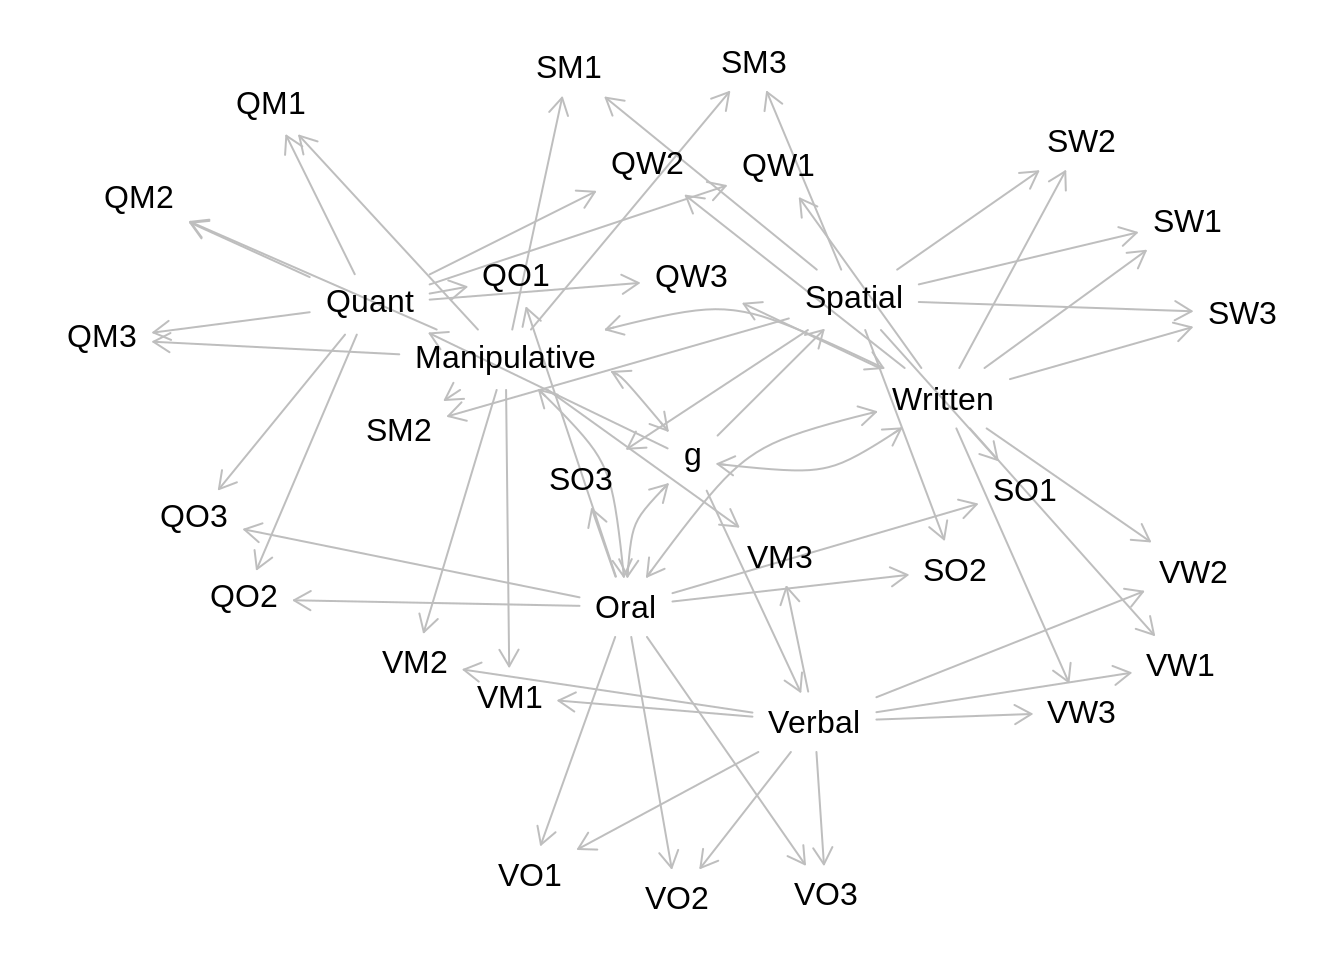 SM1
SM3
QM1
SW2
QW2
QW1
QM2
SW1
QO1
QW3
Quant
Spatial
SW3
QM3
Manipulative
Written
SM2
g
SO3
SO1
QO3
VM3
SO2
VW2
QO2
Oral
VM2
VW1
VM1
VW3
Verbal
VO1
VO2
VO3